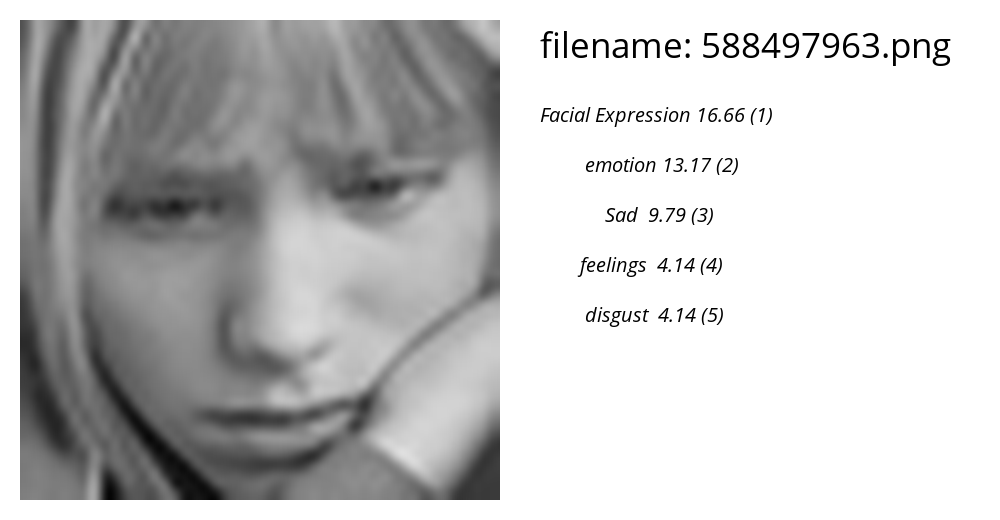 filename: 588497963.png
Facial Expression 16.66 (1)
emotion 13.17 (2)
Sad 9.79 (3)
feelings 4.14 (4)
disgust 4.14 (5)